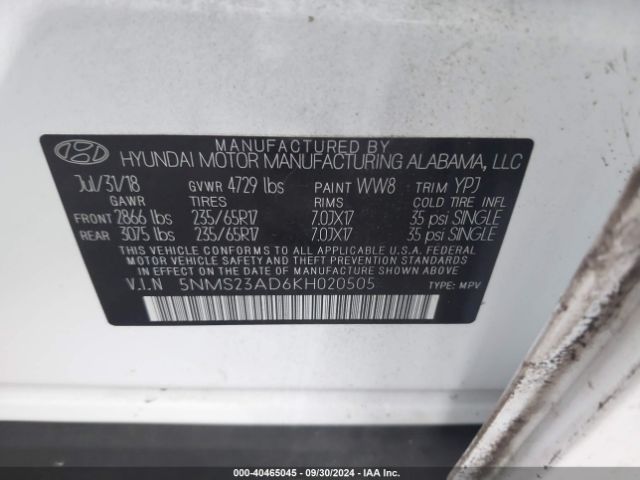 MANUFACTURED BY
HYUNDAI MOTOR MANUFACTURING ALABAMA, LLC
Jul/31/18 GVWR 4729 lbs PAINT WW8 TRIM YPJ
GAWR TIRES RIMS COLD TIRE INFL
FRONT 2866 lbs 235/65R17 7.0JX17 35 psi SINGLE
REAR 3075 lbs 235/65R17 7.0JX17 35 psi SINGLE
THIS VEHICLE CONFORMS TO ALL APPLICABLE U.S.A. FEDERAL
MOTOR VEHICLE SAFETY, BUMPER, AND THEFT PREVENTION
STANDARDS IN EFFECT ON THE DATE OF MANUFACTURE SHOWN ABOVE.
V.I.N 5NMS23AD6KH020505 TYPE: MPV
000-40465045 - 09/30/2024 - IAA Inc.